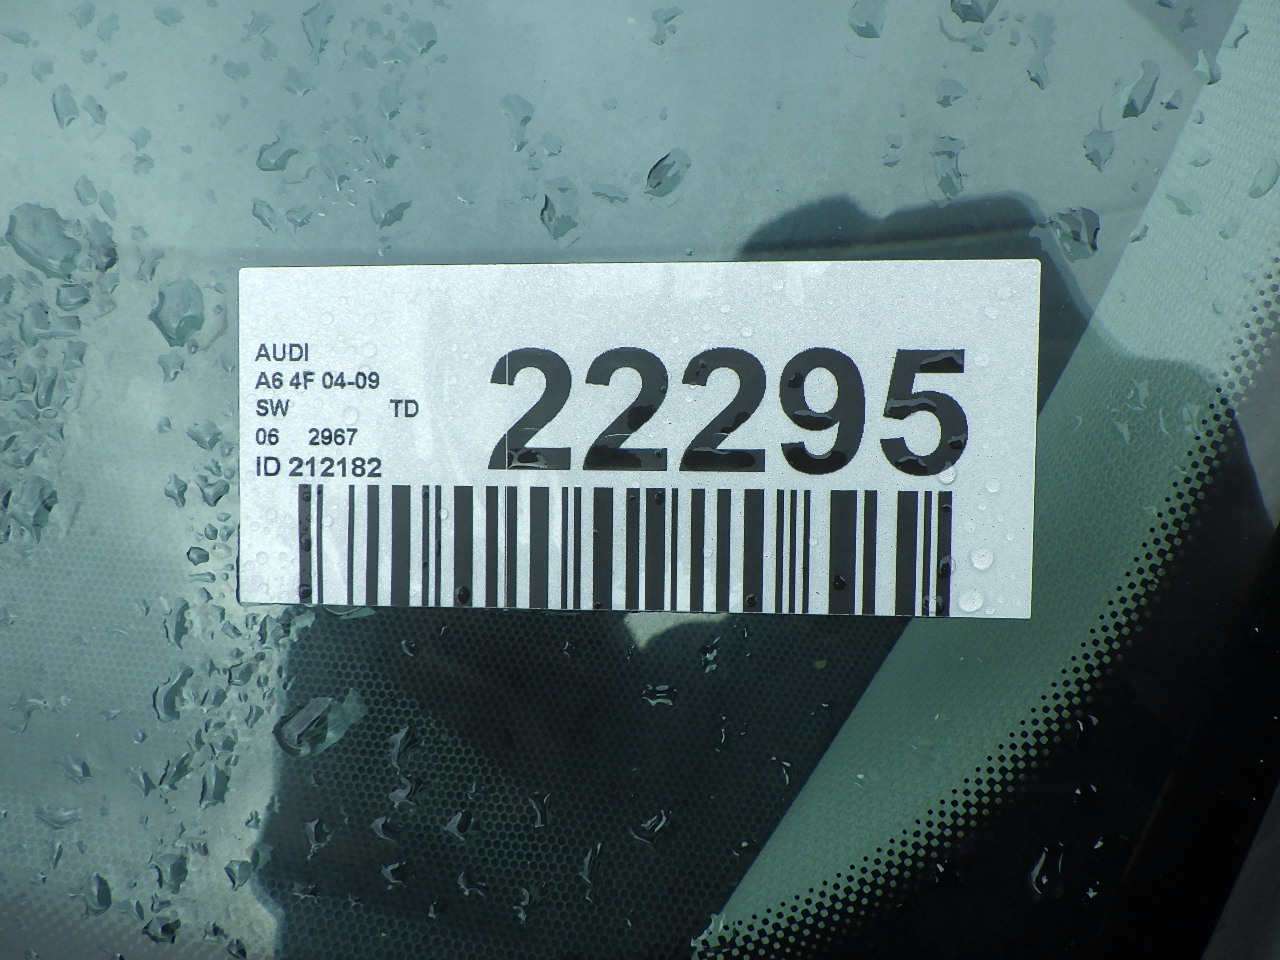 AUDI
A6 4F 04-09
SW TD
06 2967
ID 212182
22295